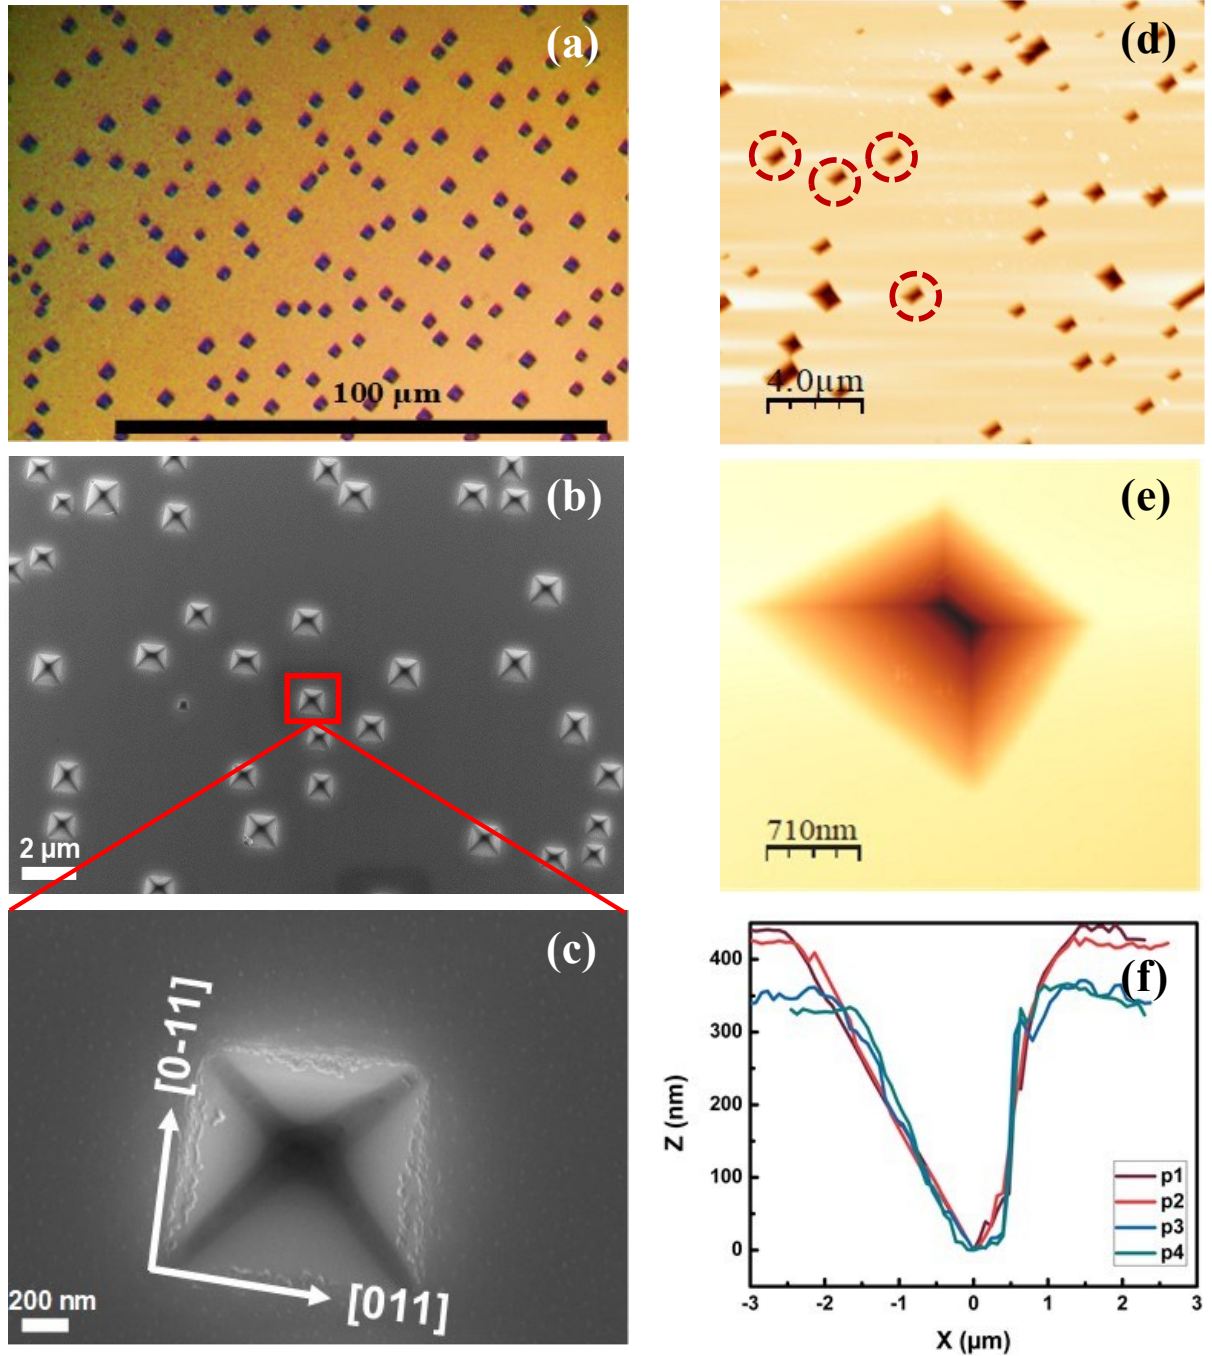 (a)
100 µm
(b)
2 µm
(c)
[0-11]
[011]
200 nm
(d)
4.0µm
(e)
710nm
(f)
Z (nm)
400
300
200
100
0
p1
p2
p3
p4
-3 -2 -1 0 1 2 3
X (µm)